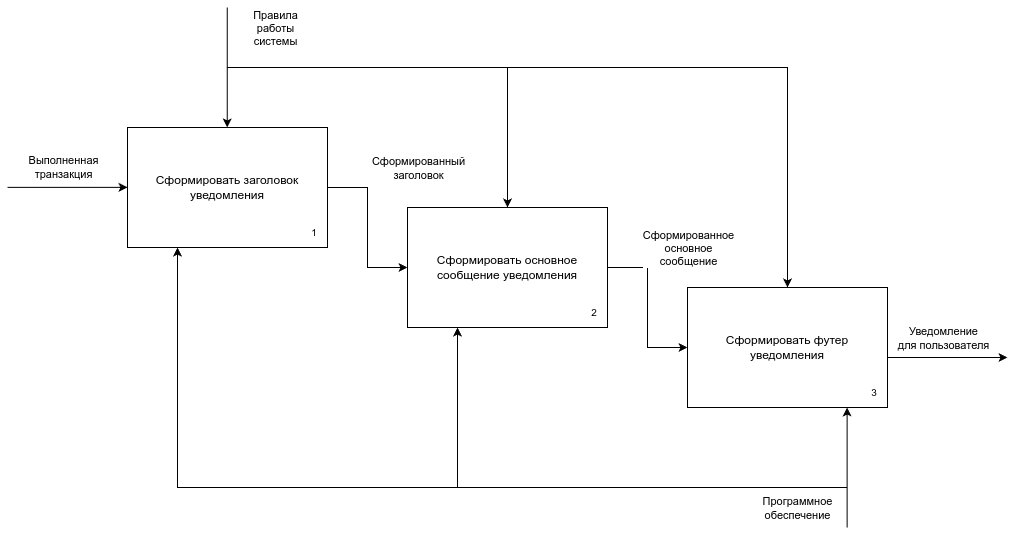 Правила
работы
системы
Выполненная
транзакция
Сформировать заголовок
уведомления
1
Сформированный
заголовок
Сформировать основное
сообщение уведомления
2
Сформированное
основное
сообщение
Сформировать футер
уведомления
3
Уведомление
для пользователя
Программное
обеспечение